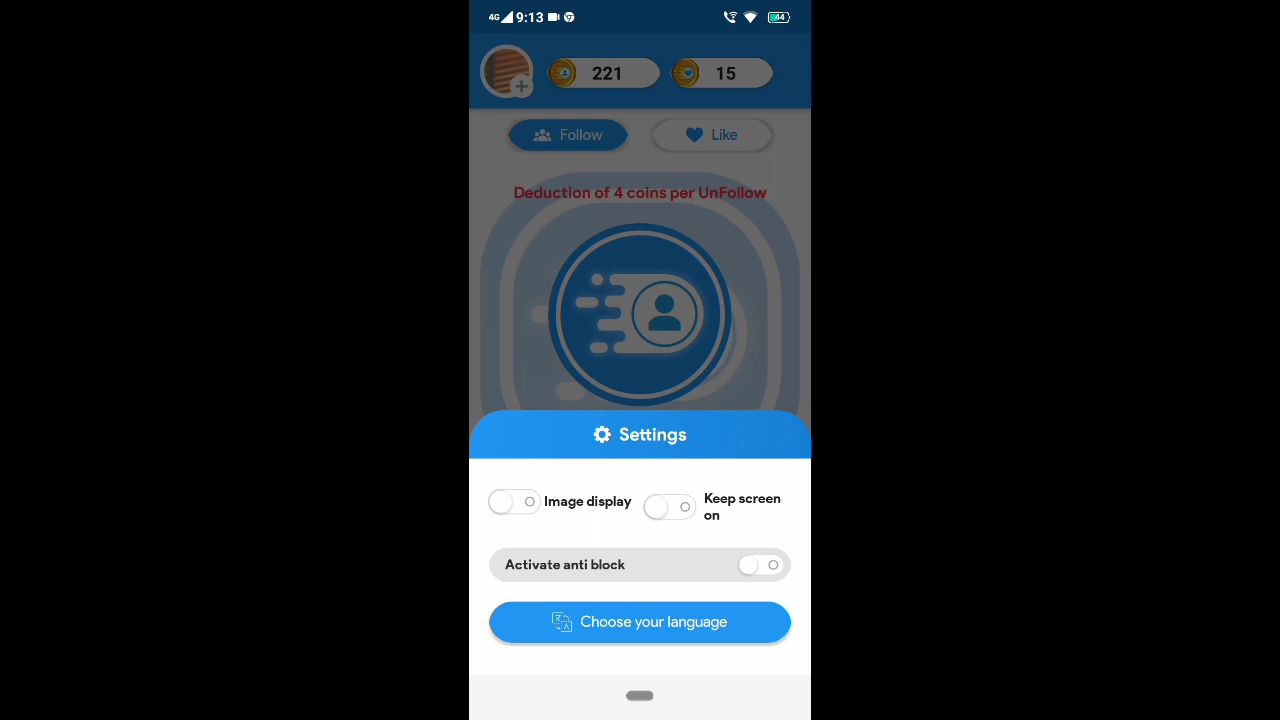 4G 9:13 44
221 15
Follow Like
Deduction of 4 coins per UnFollow
Settings
Image display Keep screen
on
Activate anti block
Choose your language